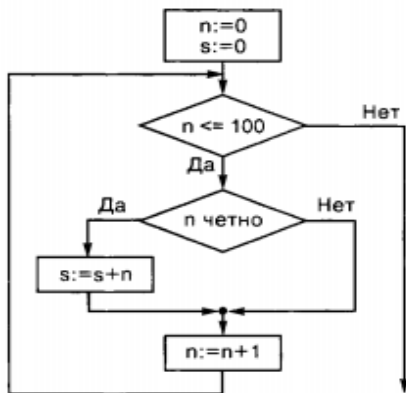 n:=0
s:=0
n <= 100
Нет
Да
Да
n четно
Нет
s:=s+n
n:=n+1